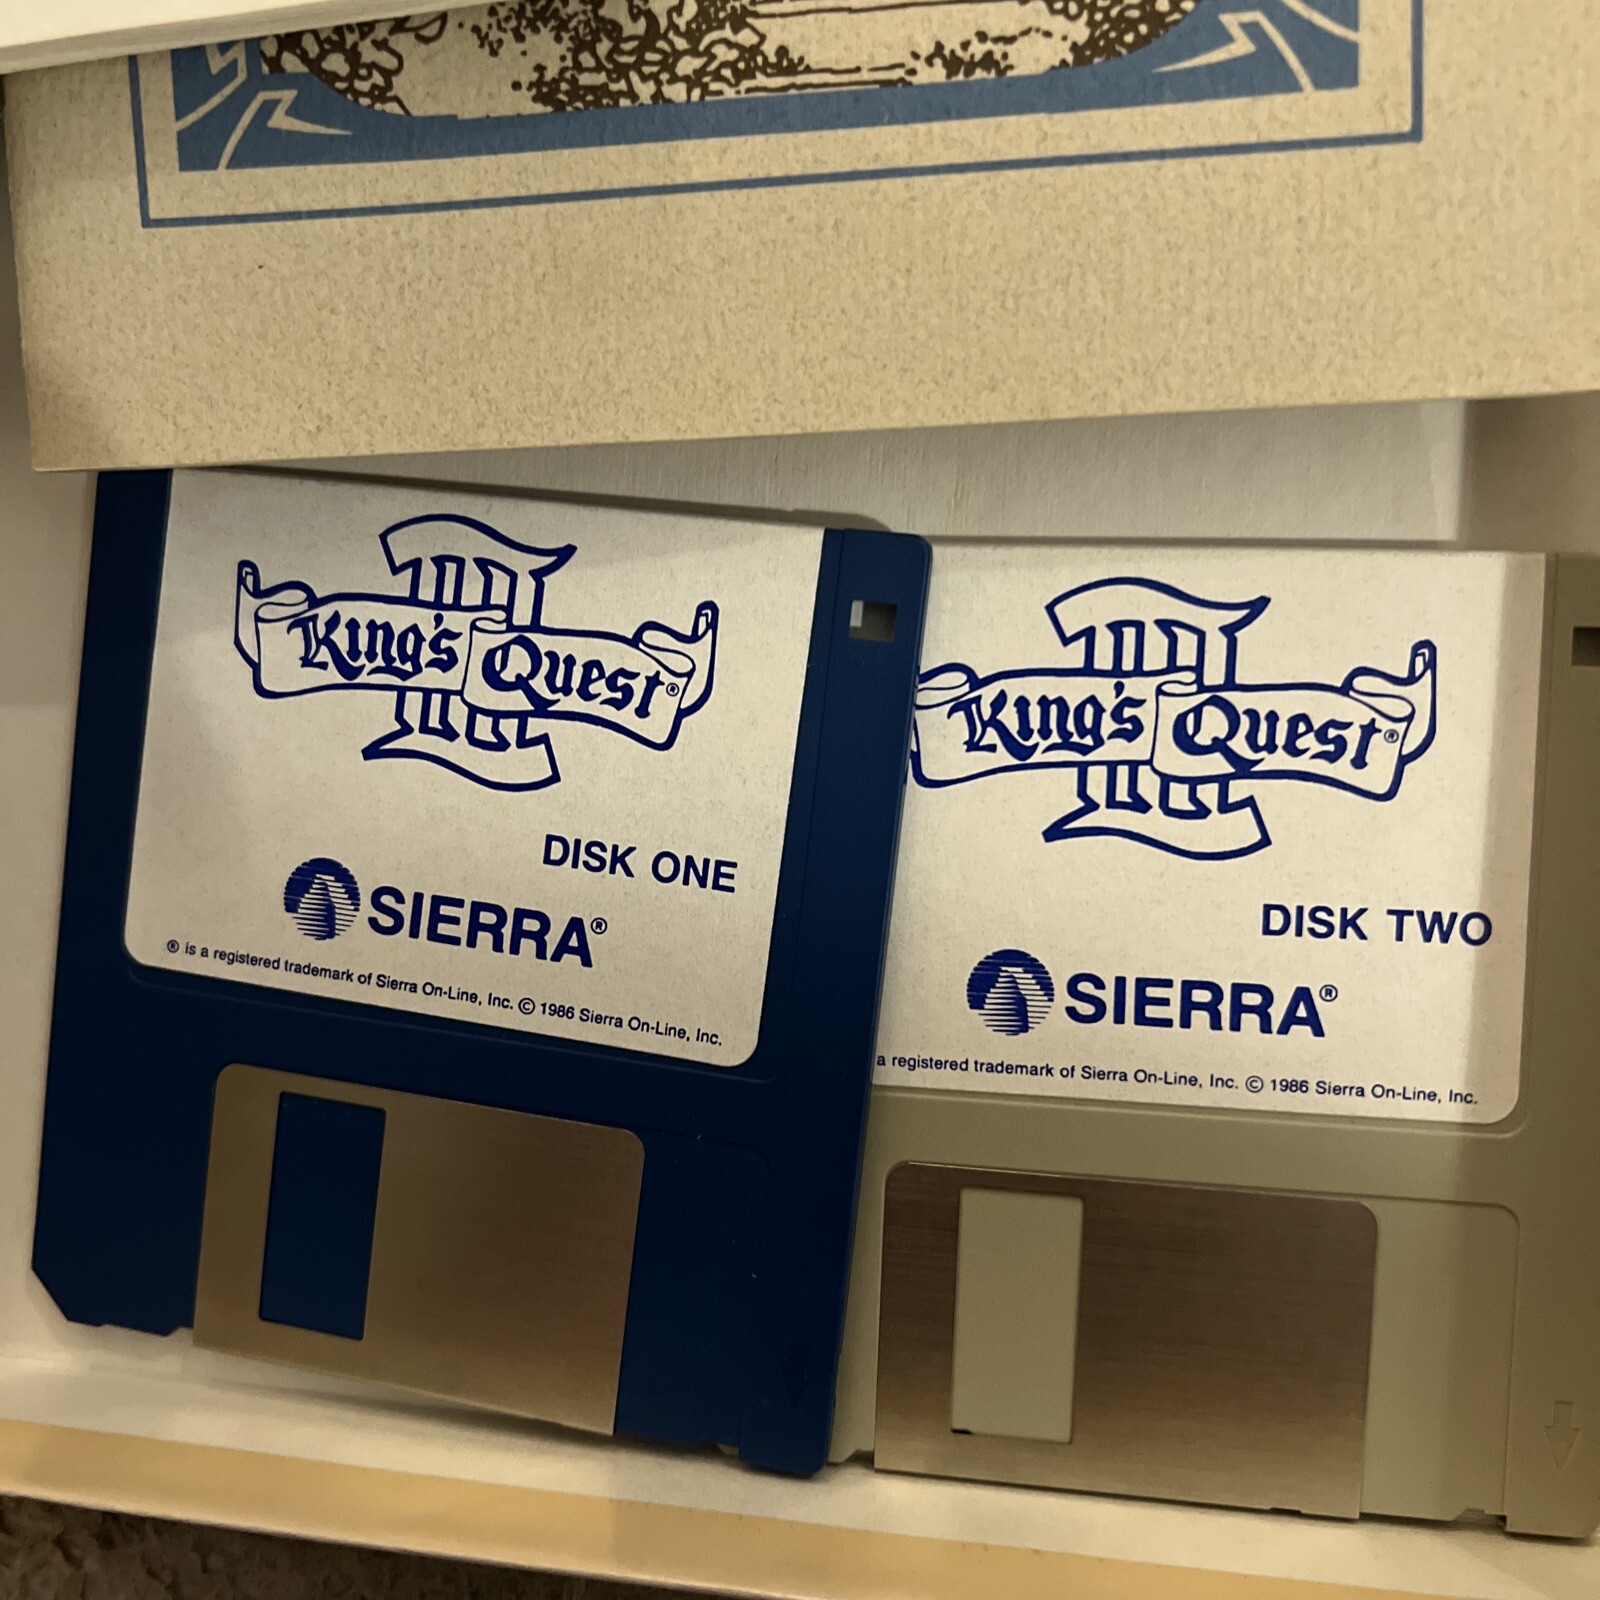 III
King's Quest®
DISK ONE
SIERRA®
® is a registered trademark of Sierra On-Line, Inc. © 1986 Sierra On-Line, Inc.
III
King's Quest®
DISK TWO
SIERRA®
a registered trademark of Sierra On-Line, Inc. © 1986 Sierra On-Line, Inc.